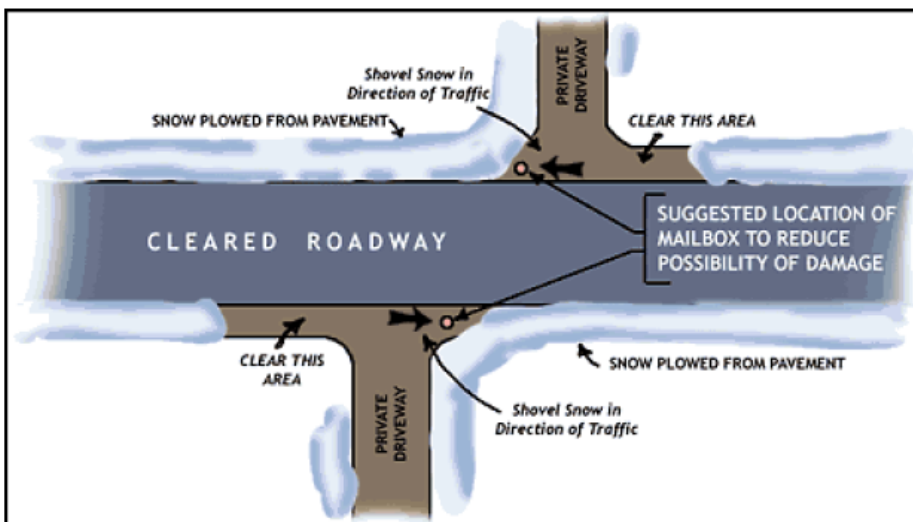 PRIVATE
DRIVEWAY
Shovel Snow in
Direction of Traffic
SNOW PLOWED FROM PAVEMENT
CLEAR THIS AREA
CLEARED ROADWAY
SUGGESTED LOCATION OF
MAILBOX TO REDUCE
POSSIBILITY OF DAMAGE
CLEAR THIS
AREA
SNOW PLOWED FROM PAVEMENT
Shovel Snow in
Direction of Traffic
PRIVATE
DRIVEWAY